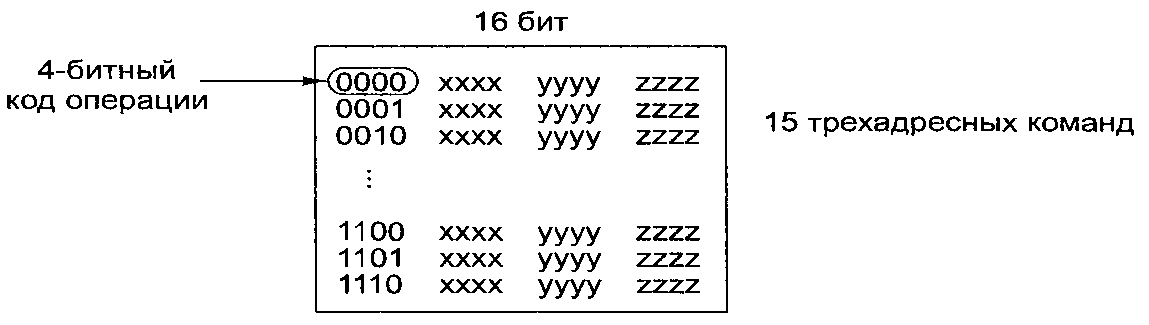 16 бит
4-битный
код операции
0000 xxxx yyyy zzzz
0001 xxxx yyyy zzzz
0010 xxxx yyyy zzzz
⋮
15 трехадресных команд
1100 xxxx yyyy zzzz
1101 xxxx yyyy zzzz
1110 xxxx yyyy zzzz